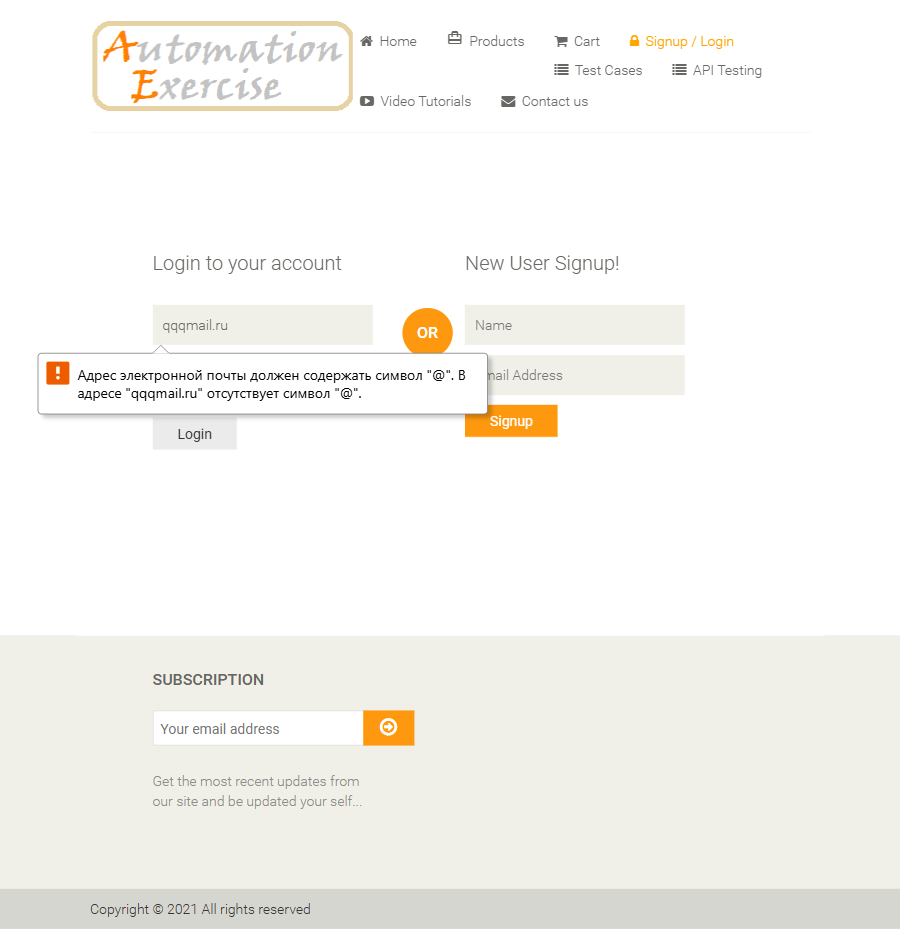 Automation
Exercise
Home
Products
Cart
Signup / Login
Test Cases
API Testing
Video Tutorials
Contact us
Login to your account
qqqmail.ru
Адрес электронной почты должен содержать символ "@". В
адресе "qqqmail.ru" отсутствует символ "@".
Login
OR
New User Signup!
Name
mail Address
Signup
SUBSCRIPTION
Your email address
Get the most recent updates from
our site and be updated your self...
Copyright © 2021 All rights reserved